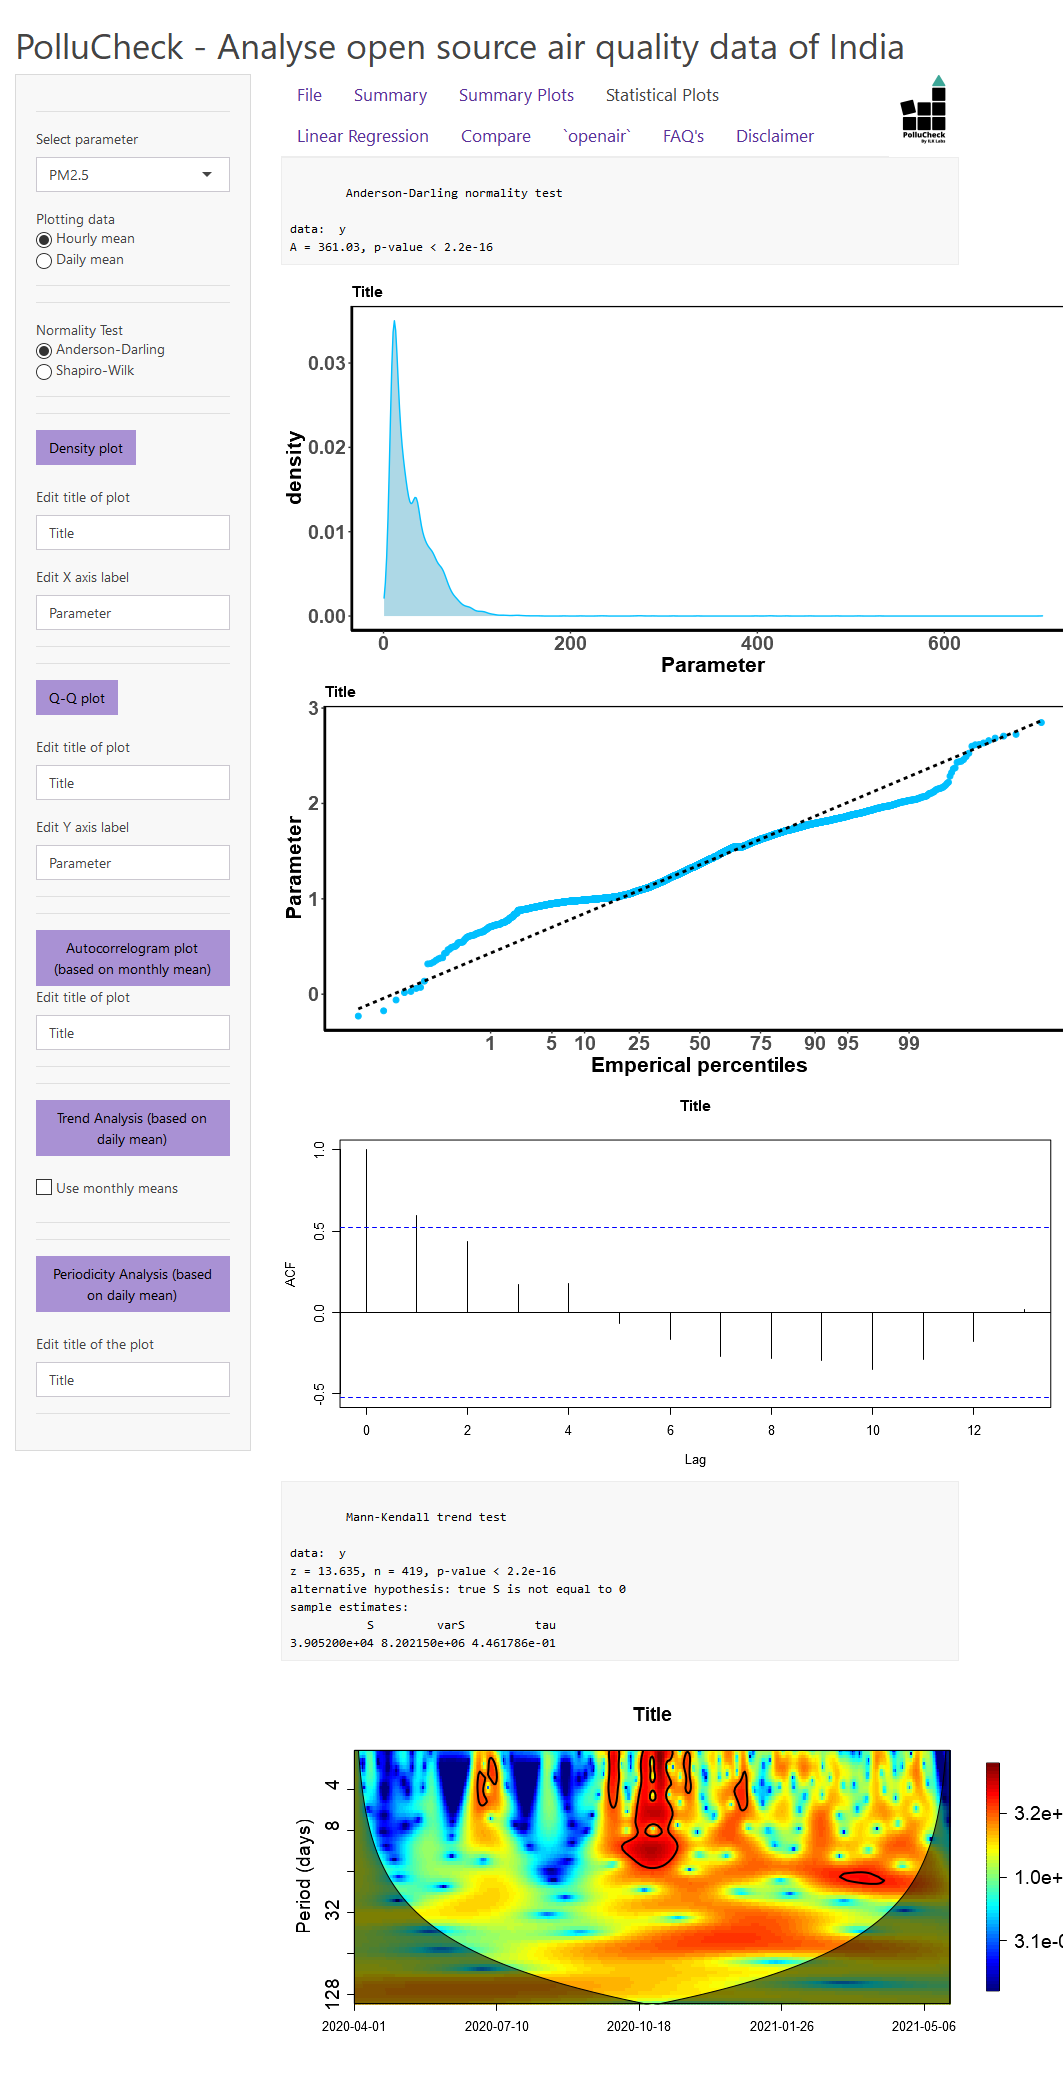 PolluCheck - Analyse open source air quality data of India
Select parameter
PM2.5
Plotting data
Hourly mean
Daily mean
Normality Test
Anderson-Darling
Shapiro-Wilk
Density plot
Edit title of plot
Title
Edit X axis label
Parameter
Q-Q plot
Edit title of plot
Title
Edit Y axis label
Parameter
Autocorrelogram plot
(based on monthly mean)
Edit title of plot
Title
Trend Analysis (based on
daily mean)
Use monthly means
Periodicity Analysis (based
on daily mean)
Edit title of the plot
Title
File Summary Summary Plots Statistical Plots
Linear Regression Compare `openair` FAQ's Disclaimer
PolluCheck
By ILK Labs
Anderson-Darling normality test
data: y
A = 361.03, p-value < 2.2e-16
Title
density
0.03
0.02
0.01
0.00
0 200 400 600
Parameter
Title
Parameter
3
2
1
0
1 5 10 25 50 75 90 95 99
Emperical percentiles
Title
ACF
1.0
0.5
0.0
-0.5
0 2 4 6 8 10 12
Lag
Mann-Kendall trend test
data: y
z = 13.635, n = 419, p-value < 2.2e-16
alternative hypothesis: true S is not equal to 0
sample estimates:
S varS tau
3.905200e+04 8.202150e+06 4.461786e-01
Title
Period (days)
4
8
32
128
2020-04-01 2020-07-10 2020-10-18 2021-01-26 2021-05-06
3.2e+
1.0e+
3.1e-0